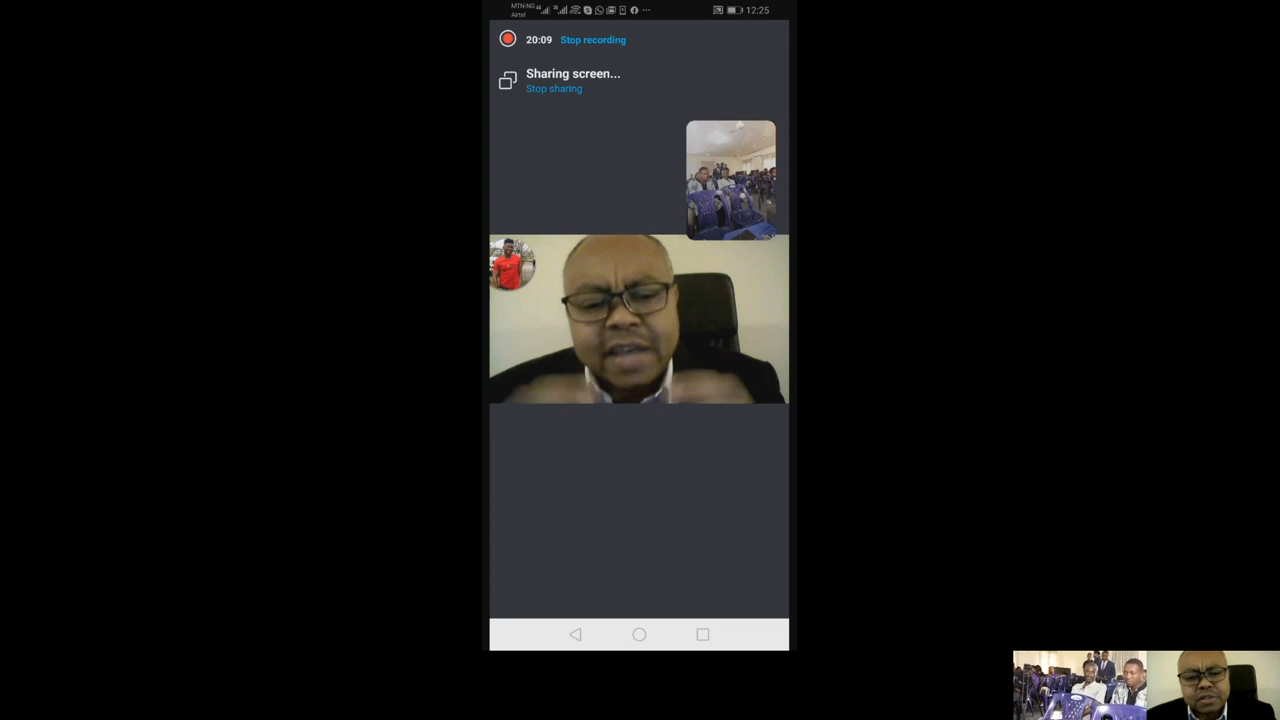 MTN-NG
Airtel
12:25
20:09 Stop recording
Sharing screen...
Stop sharing